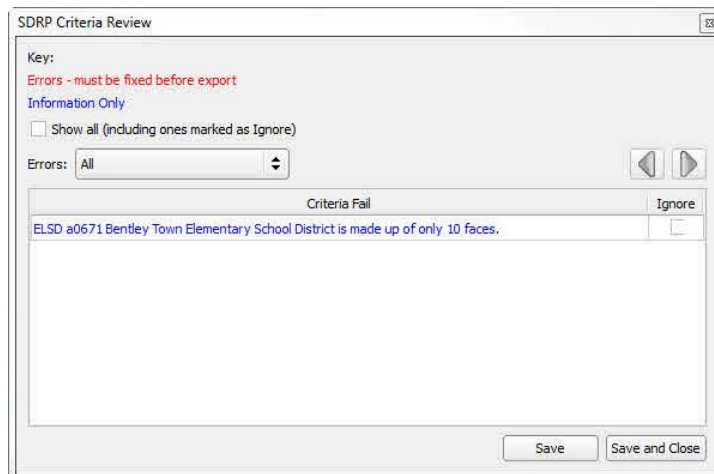 SDRP Criteria Review
Key:
Errors - must be fixed before export
Information Only
Show all (including ones marked as Ignore)
Errors: All
Criteria Fail Ignore
ELSD a0671 Bentley Town Elementary School District is made up of only 10 faces.
Save Save and Close